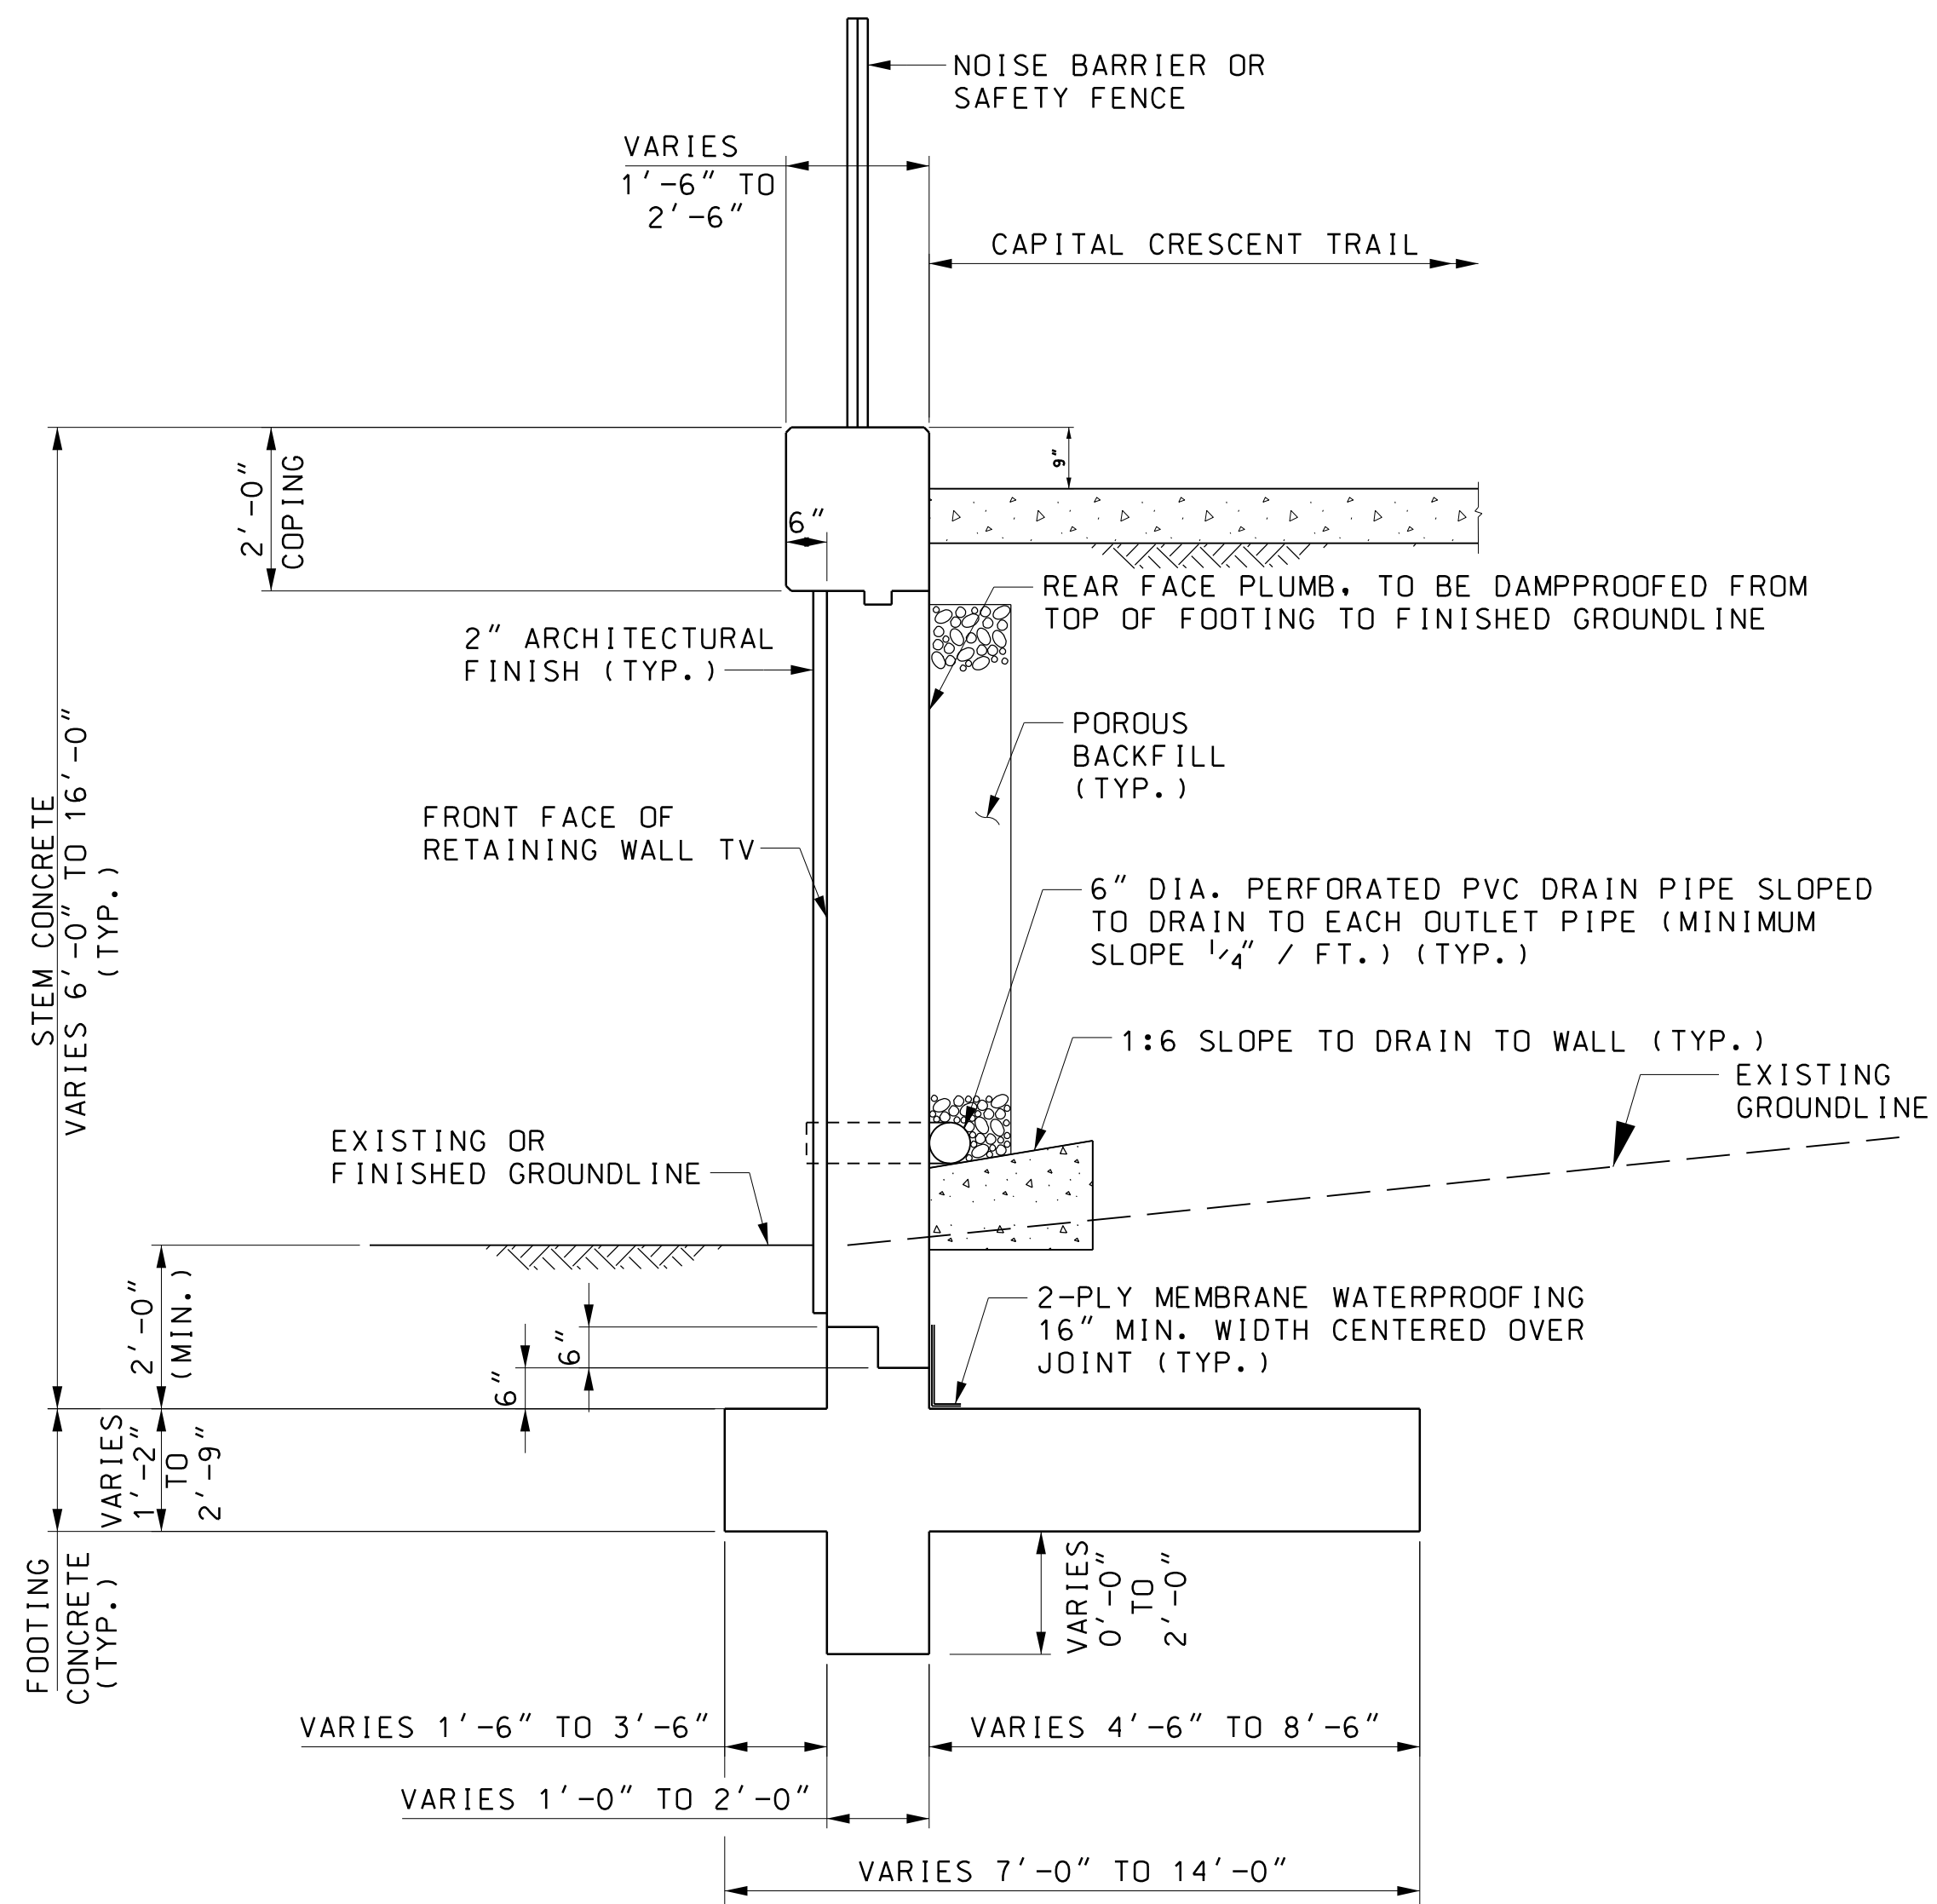 NOISE BARRIER OR
SAFETY FENCE
VARIES
1'-6" TO
2'-6"
CAPITAL CRESCENT TRAIL
2'-0"
COPING
9"
6"
REAR FACE PLUMB, TO BE DAMPPROOFED FROM
TOP OF FOOTING TO FINISHED GROUNDLINE
2" ARCHITECTURAL
FINISH (TYP.)
STEM CONCRETE
VARIES 6'-0" TO 16'-0"
(TYP.)
POROUS
BACKFILL
(TYP.)
FRONT FACE OF
RETAINING WALL TV
6" DIA. PERFORATED PVC DRAIN PIPE SLOPED
TO DRAIN TO EACH OUTLET PIPE (MINIMUM
SLOPE 1/4" / FT.) (TYP.)
1:6 SLOPE TO DRAIN TO WALL (TYP.)
EXISTING
GROUNDLINE
EXISTING OR
FINISHED GROUNDLINE
2'-0"
(MIN.)
6"
6"
2-PLY MEMBRANE WATERPROOFING
16" MIN. WIDTH CENTERED OVER
JOINT (TYP.)
VARIES
1'-2"
TO
2'-9"
FOOTING
CONCRETE
(TYP.)
VARIES
0'-0"
TO
2'-0"
VARIES 1'-6" TO 3'-6"
VARIES 4'-6" TO 8'-6"
VARIES 1'-0" TO 2'-0"
VARIES 7'-0" TO 14'-0"